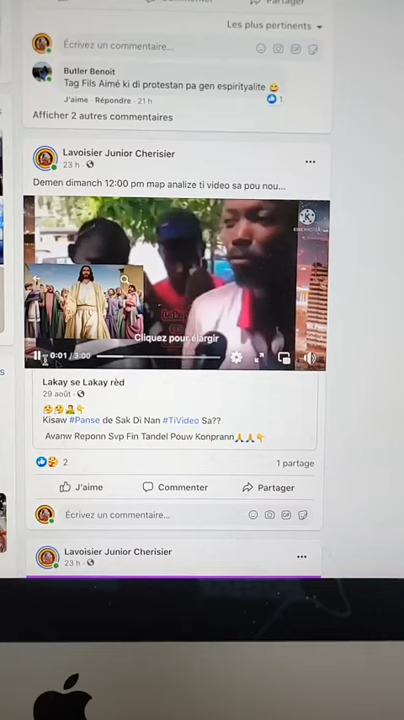 Partager
Les plus pertinents
Écrivez un commentaire...
Butler Benoit
Tag Fils Aimé ki di protestan pa gen espirityalite
J'aime · Répondre · 21 h
1
Afficher 2 autres commentaires
Lavoisier Junior Cherisier
23 h ·
Demen dimanch 12:00 pm map analize ti video sa pou nou...
Cliquez pour élargir
0:01 / 3:00
Lakay se Lakay rèd
29 août ·
Kisaw #Panse de Sak Di Nan #TiVideo Sa??
Avanw Reponn Svp Fin Tandel Pouw Konprann
2
1 partage
J'aime
Commenter
Partager
Écrivez un commentaire...
Lavoisier Junior Cherisier
23 h ·